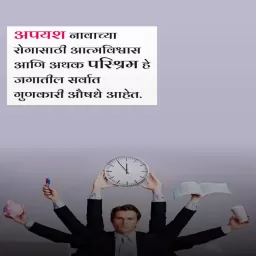 अपयश नावाच्या
रोगासाठी आत्मविश्वास
आणि अथक परिश्रम हे
जगातील सर्वात
गुणकारी औषधे आहेत.